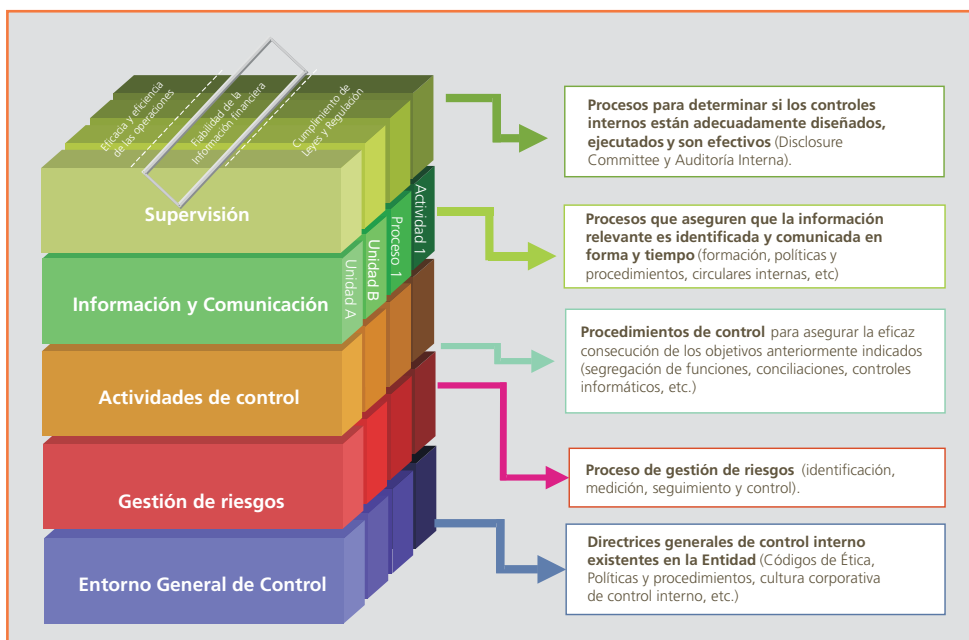 Eficacia y eficiencia
de las operaciones
Fiabilidad de la
Información financiera
Cumplimiento de
Leyes y Regulación
Supervisión
Información y Comunicación
Actividades de control
Gestión de riesgos
Entorno General de Control
Unidad A
Unidad B
Proceso 1
Actividad 1
Procesos para determinar si los controles
internos están adecuadamente diseñados,
ejecutados y son efectivos (Disclosure
Committee y Auditoría Interna).
Procesos que aseguren que la información
relevante es identificada y comunicada en
forma y tiempo (formación, políticas y
procedimientos, circulares internas, etc)
Procedimientos de control para asegurar la eficaz
consecución de los objetivos anteriormente indicados
(segregación de funciones, conciliaciones, controles
informáticos, etc.)
Proceso de gestión de riesgos (identificación,
medición, seguimiento y control).
Directrices generales de control interno
existentes en la Entidad (Códigos de Ética,
Políticas y procedimientos, cultura corporativa
de control interno, etc.)